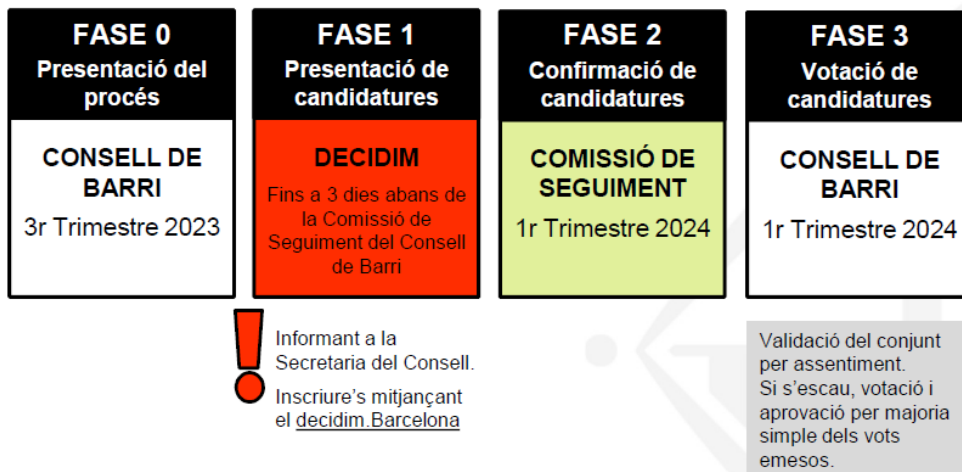 FASE 0
Presentació del
procés
CONSELL DE
BARRI
3r Trimestre 2023
FASE 1
Presentació de
candidatures
DECIDIM
Fins a 3 dies abans de
la Comissió de
Seguiment del Consell
de Barri
FASE 2
Confirmació de
candidatures
COMISSIÓ DE
SEGUIMENT
1r Trimestre 2024
FASE 3
Votació de
candidatures
CONSELL DE
BARRI
1r Trimestre 2024
Informant a la
Secretaria del Consell.
Inscriure's mitjançant
el decidim.Barcelona
Validació del conjunt
per assentiment.
Si s'escau, votació i
aprovació per majoria
simple dels vots
emesos.